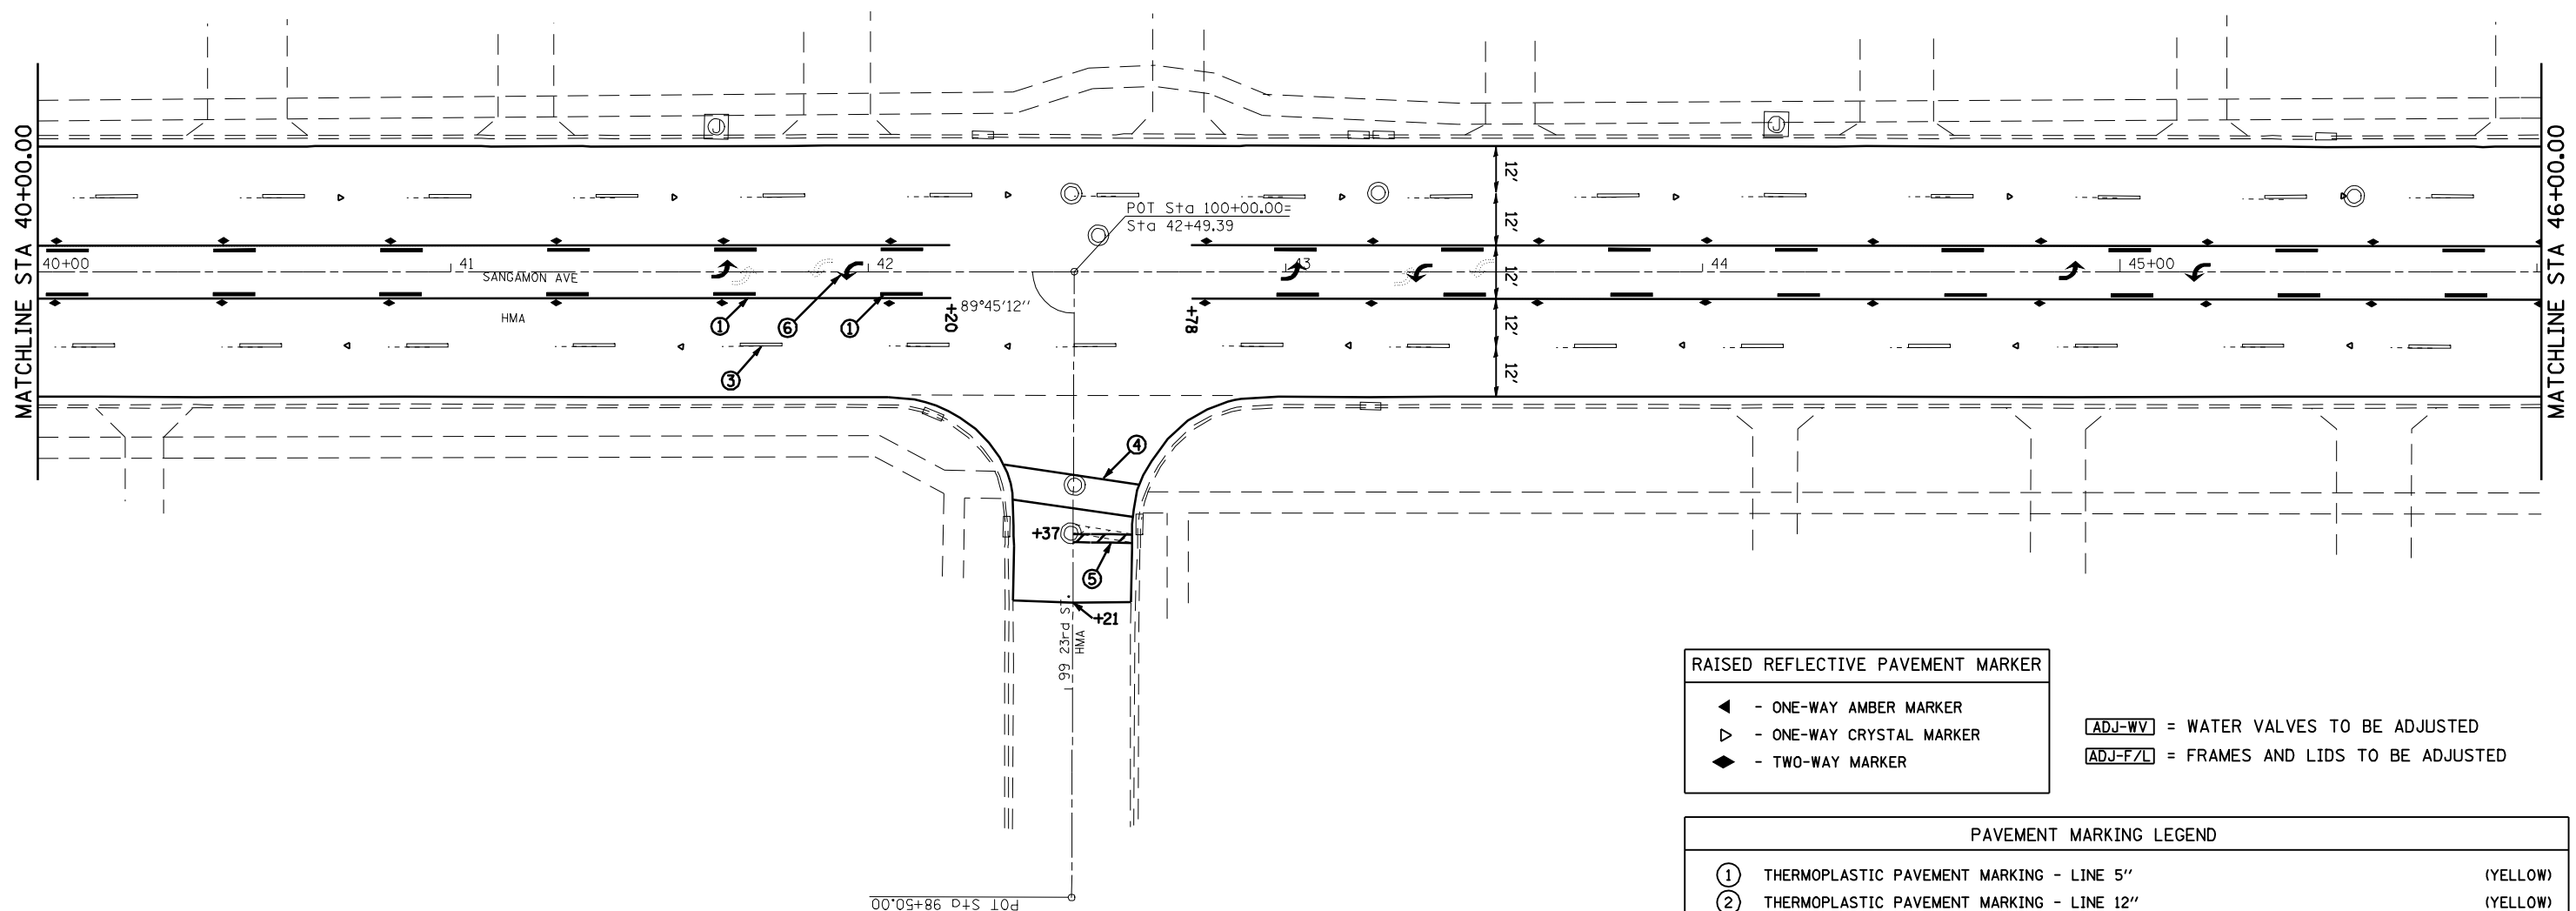 MATCHLINE STA 40+00.00
J
J
12'
12'
12'
12'
12'
POT Sta 100+00.00=
Sta 42+49.39
40+00
41
42
43
44
45+00
SANGAMON AVE
HMA
1
6
1
3
+20
89°45'12''
+78
MATCHLINE STA 46+00.00
4
+37
5
+21
99
23rd ST.
HMA
POT Sta 98+50.00
RAISED REFLECTIVE PAVEMENT MARKER
- ONE-WAY AMBER MARKER
- ONE-WAY CRYSTAL MARKER
- TWO-WAY MARKER
ADJ-WV = WATER VALVES TO BE ADJUSTED
ADJ-F/L = FRAMES AND LIDS TO BE ADJUSTED
PAVEMENT MARKING LEGEND
1 THERMOPLASTIC PAVEMENT MARKING - LINE 5'' (YELLOW)
2 THERMOPLASTIC PAVEMENT MARKING - LINE 12'' (YELLOW)